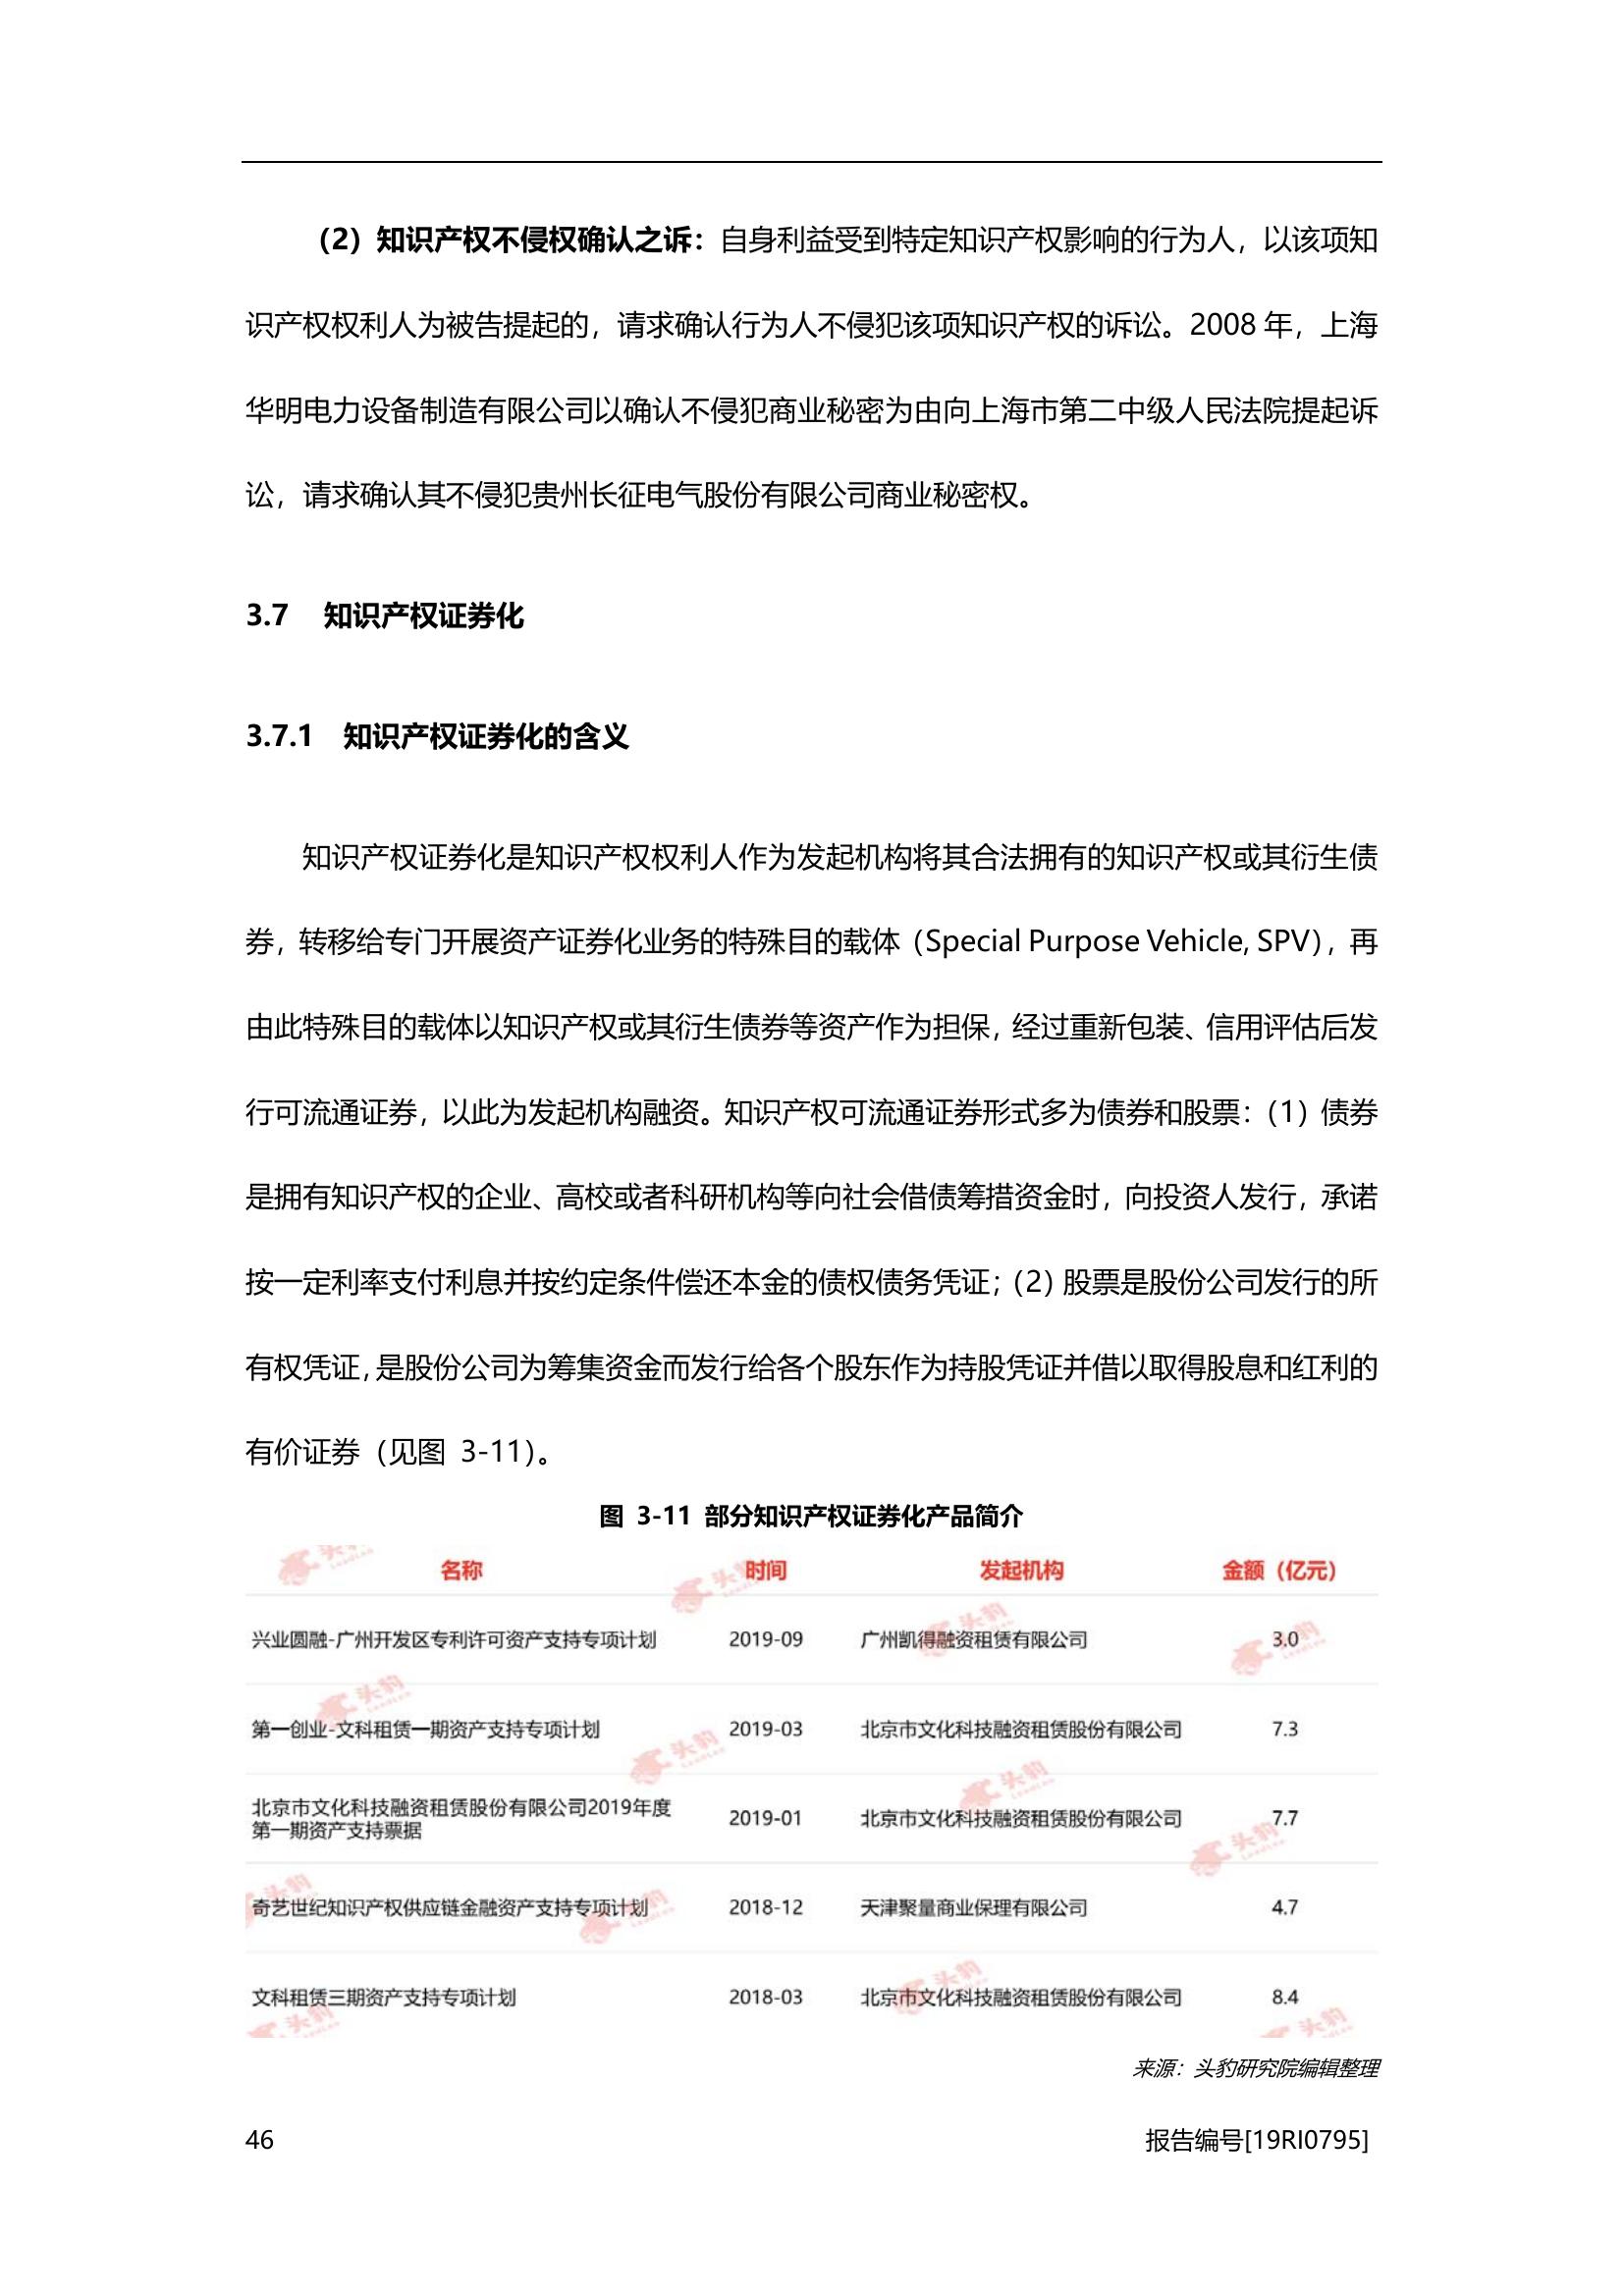 （2）知识产权不侵权确认之诉：自身利益受到特定知识产权影响的行为人，以该项知
识产权权利人为被告提起的，请求确认行为人不侵犯该项知识产权的诉讼。2008 年，上海
华明电力设备制造有限公司以确认不侵犯商业秘密为由向上海市第二中级人民法院提起诉
讼，请求确认其不侵犯贵州长征电气股份有限公司商业秘密权。
3.7 知识产权证券化
3.7.1 知识产权证券化的含义
知识产权证券化是知识产权权利人作为发起机构将其合法拥有的知识产权或其衍生债
券，转移给专门开展资产证券化业务的特殊目的载体（Special Purpose Vehicle, SPV），再
由此特殊目的载体以知识产权或其衍生债券等资产作为担保，经过重新包装、信用评估后发
行可流通证券，以此为发起机构融资。知识产权可流通证券形式多为债券和股票：（1）债券
是拥有知识产权的企业、高校或者科研机构等向社会借债筹措资金时，向投资人发行，承诺
按一定利率支付利息并按约定条件偿还本金的债权债务凭证；（2）股票是股份公司发行的所
有权凭证，是股份公司为筹集资金而发行给各个股东作为持股凭证并借以取得股息和红利的
有价证券（见图 3-11）。
图 3-11 部分知识产权证券化产品简介
名称 时间 发起机构 金额（亿元）
兴业圆融-广州开发区专利许可资产支持专项计划 2019-09 广州凯得融资租赁有限公司 3.0
第一创业-文科租赁一期资产支持专项计划 2019-03 北京市文化科技融资租赁股份有限公司 7.3
北京市文化科技融资租赁股份有限公司2019年度
第一期资产支持票据 2019-01 北京市文化科技融资租赁股份有限公司 7.7
奇艺世纪知识产权供应链金融资产支持专项计划 2018-12 天津聚量商业保理有限公司 4.7
文科租赁三期资产支持专项计划 2018-03 北京市文化科技融资租赁股份有限公司 8.4
来源：头豹研究院编辑整理
46 报告编号[19RI0795]